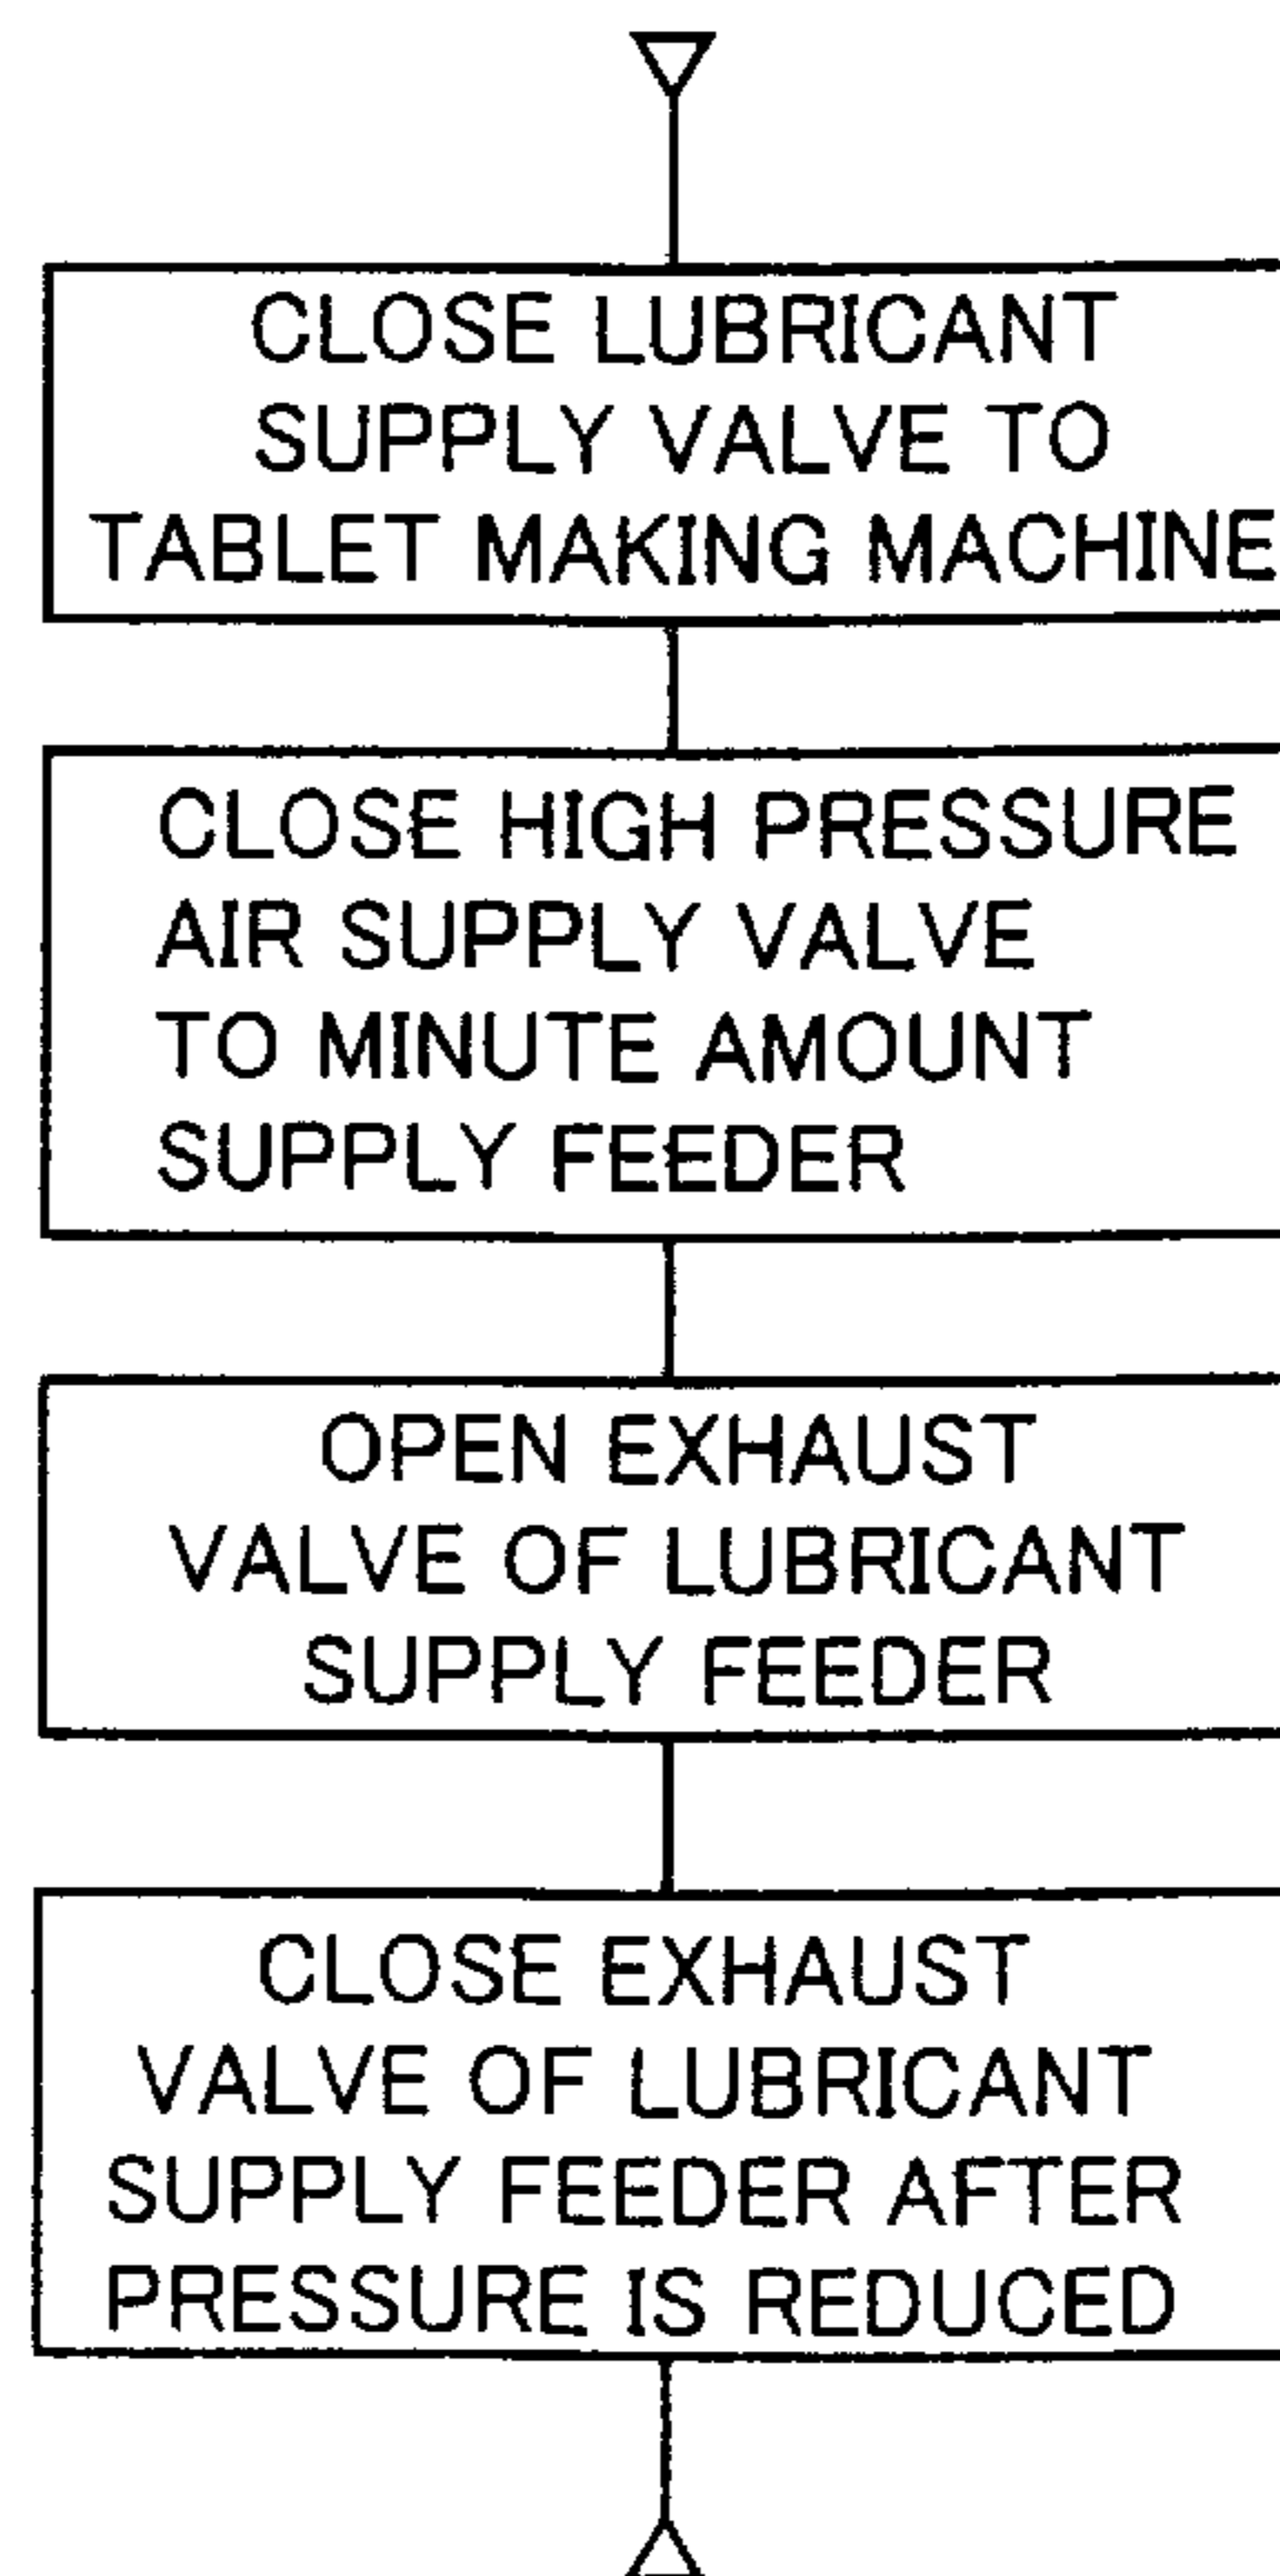 CLOSE LUBRICANT
SUPPLY VALVE TO
TABLET MAKING MACHINE
CLOSE HIGH PRESSURE
AIR SUPPLY VALVE
TO MINUTE AMOUNT
SUPPLY FEEDER
OPEN EXHAUST
VALVE OF LUBRICANT
SUPPLY FEEDER
CLOSE EXHAUST
VALVE OF LUBRICANT
SUPPLY FEEDER AFTER
PRESSURE IS REDUCED